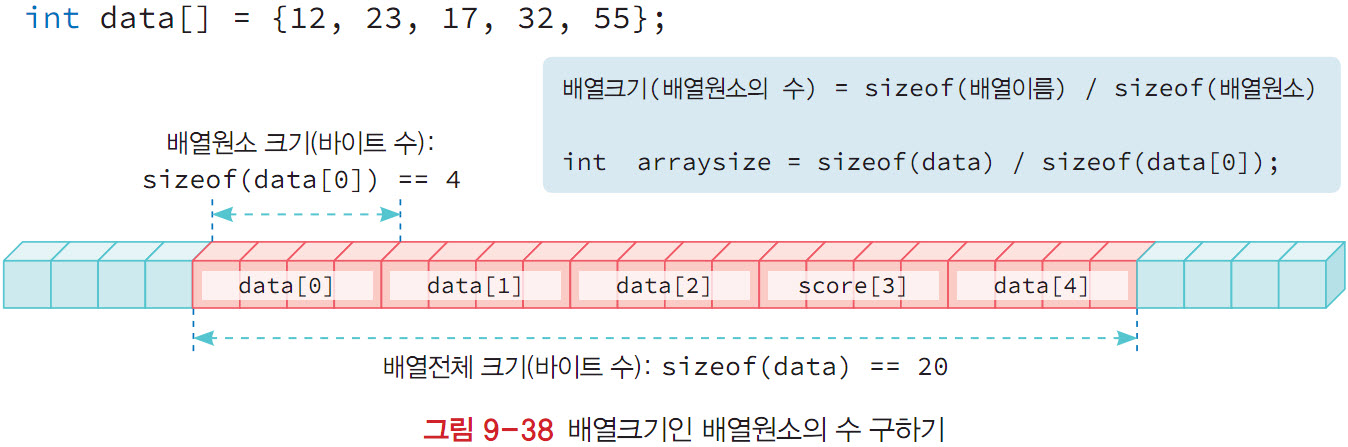 int data[] = {12, 23, 17, 32, 55};
배열크기(배열원소의 수) = sizeof(배열이름) / sizeof(배열원소)
int arraysize = sizeof(data) / sizeof(data[0]);
배열원소 크기(바이트 수):
sizeof(data[0]) == 4
data[0] data[1] data[2] score[3] data[4]
배열전체 크기(바이트 수): sizeof(data) == 20
그림 9-38 배열크기인 배열원소의 수 구하기